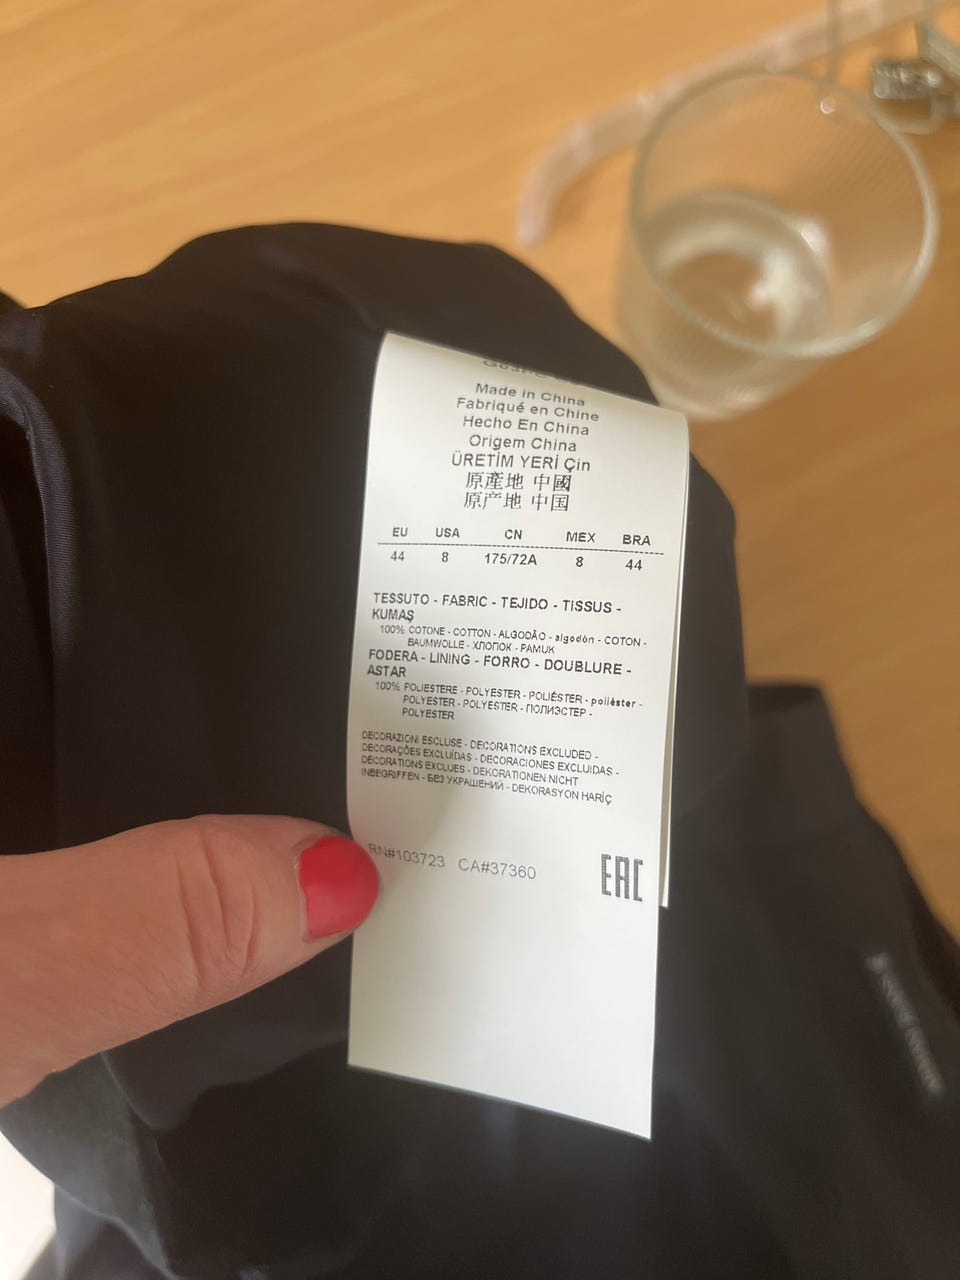 Made in China
Fabriqué en Chine
Hecho En China
Origem China
ÜRETİM YERİ Çin
原產地 中國
原产地 中国
EU USA CN MEX BRA
44 8 175/72A 8 44
TESSUTO - FABRIC - TEJIDO - TISSUS -
KUMAŞ
100% COTONE - COTTON - ALGODÃO - algodón - COTON -
BAUMWOLLE - ХЛОПОК - PAMUK
FODERA - LINING - FORRO - DOUBLURE -
ASTAR
100% POLIESTERE - POLYESTER - POLIÉSTER - poliéster -
POLYESTER - POLYESTER - ПОЛИЭСТЕР -
POLYESTER
DECORAZIONI ESCLUSE - DECORATIONS EXCLUDED -
DECORAÇÕES EXCLUÍDAS - DECORACIONES EXCLUIDAS -
DÉCORATIONS EXCLUES - DEKORATIONEN NICHT
INBEGRIFFEN - БЕЗ УКРАШЕНИЙ - DEKORASYON HARİÇ
RN#103723 CA#37360
EAC